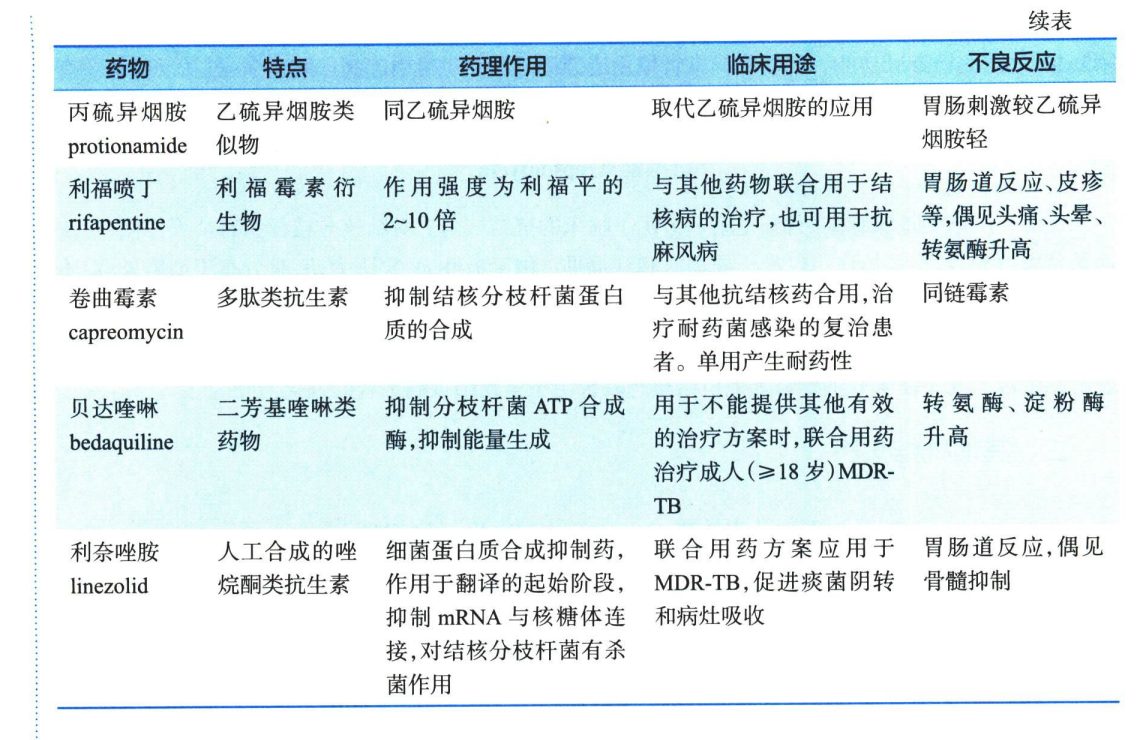 续表
药物 特点 药理作用 临床用途 不良反应
丙硫异烟胺 乙硫异烟胺类 同乙硫异烟胺 取代乙硫异烟胺的应用 胃肠刺激较乙硫异
protionamide 似物 烟胺轻
利福喷丁 利福霉素衍 作用强度为利福平的 与其他药物联合用于结 胃肠道反应、皮疹
rifapentine 生物 2~10倍 核病的治疗，也可用于抗 等，偶见头痛、头晕、
麻风病 转氨酶升高
卷曲霉素 多肽类抗生素 抑制结核分枝杆菌蛋白 与其他抗结核药合用，治 同链霉素
capreomycin 质的合成 疗耐药菌感染的复治患
者。单用产生耐药性
贝达喹啉 二芳基喹啉类 抑制分枝杆菌 ATP 合成 用于不能提供其他有效 转氨酶、淀粉酶
bedaquiline 药物 酶，抑制能量生成 的治疗方案时，联合用药 升高
治疗成人（≥18岁）MDR-
TB
利奈唑胺 人工合成的唑 细菌蛋白质合成抑制药， 联合用药方案应用于 胃肠道反应，偶见
linezolid 烷酮类抗生素 作用于翻译的起始阶段， MDR-TB，促进痰菌阴转 骨髓抑制
抑制 mRNA 与核糖体连 和病灶吸收
接，对结核分枝杆菌有杀
菌作用